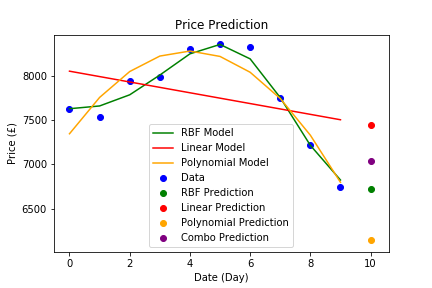 Price Prediction
Price (£)
8000
7500
7000
6500
RBF Model
Linear Model
Polynomial Model
Data
RBF Prediction
Linear Prediction
Polynomial Prediction
Combo Prediction
0 2 4 6 8 10
Date (Day)